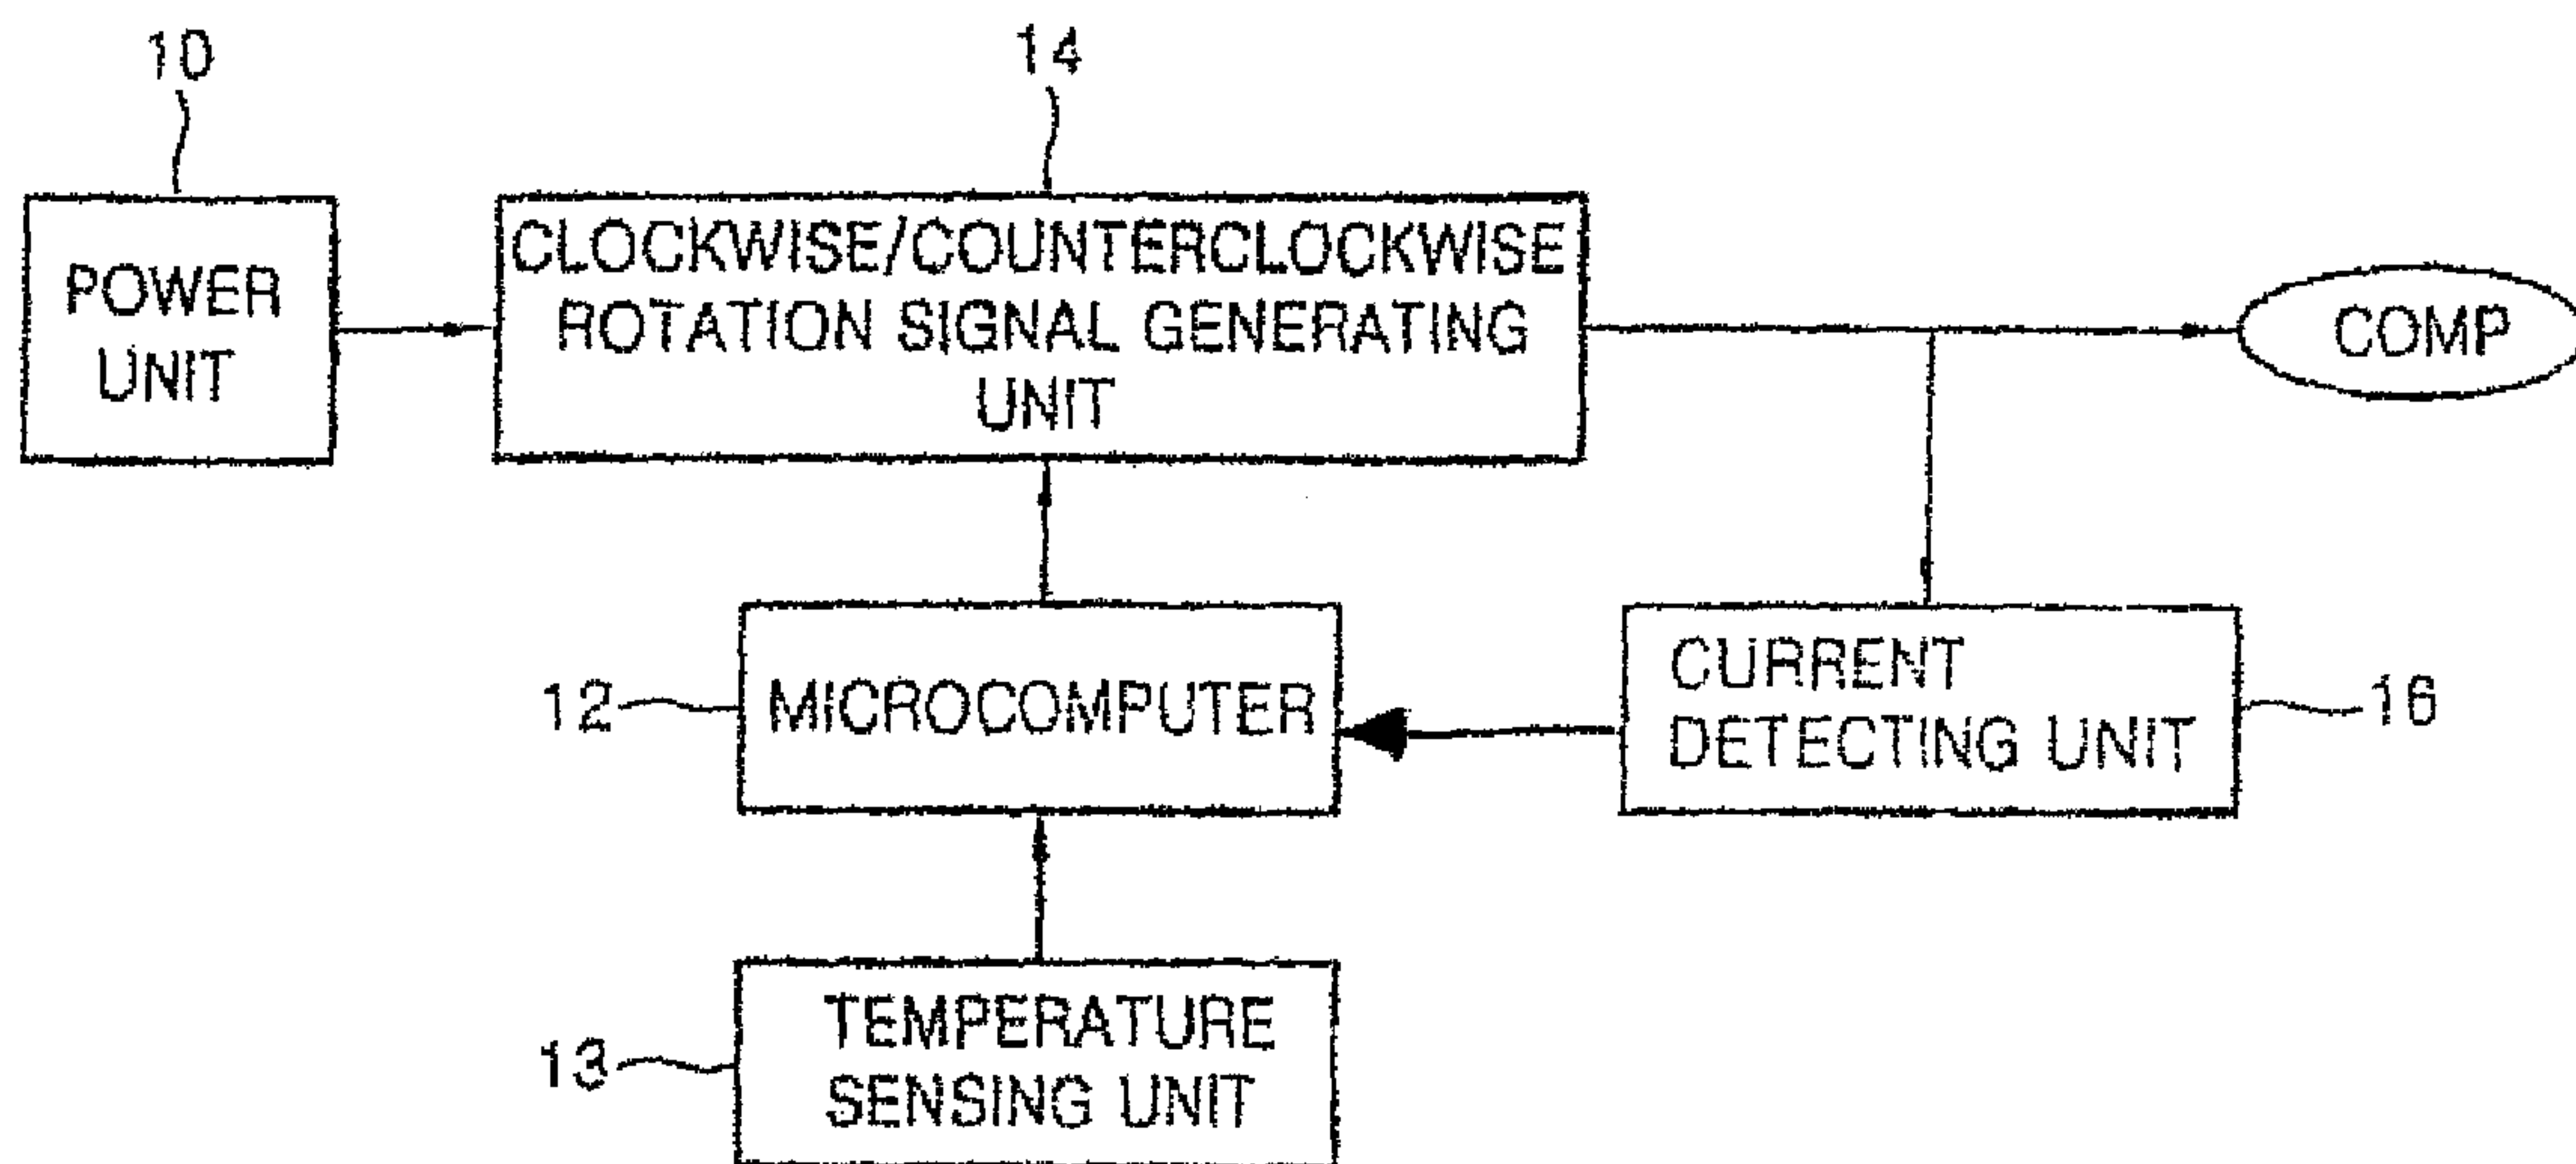 10
14
POWER
UNIT
CLOCKWISE/COUNTERCLOCKWISE
ROTATION SIGNAL GENERATING
UNIT
COMP
12
MICROCOMPUTER
CURRENT
DETECTING UNIT
16
13
TEMPERATURE
SENSING UNIT